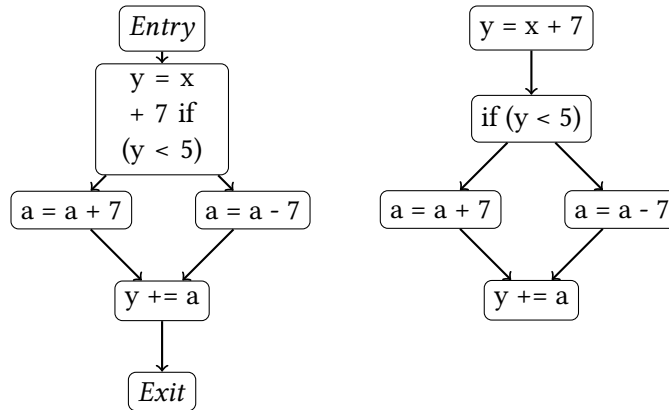 Entry
y = x
+ 7 if
(y < 5)
a = a + 7
a = a - 7
y += a
Exit
y = x + 7
if (y < 5)
a = a + 7
a = a - 7
y += a